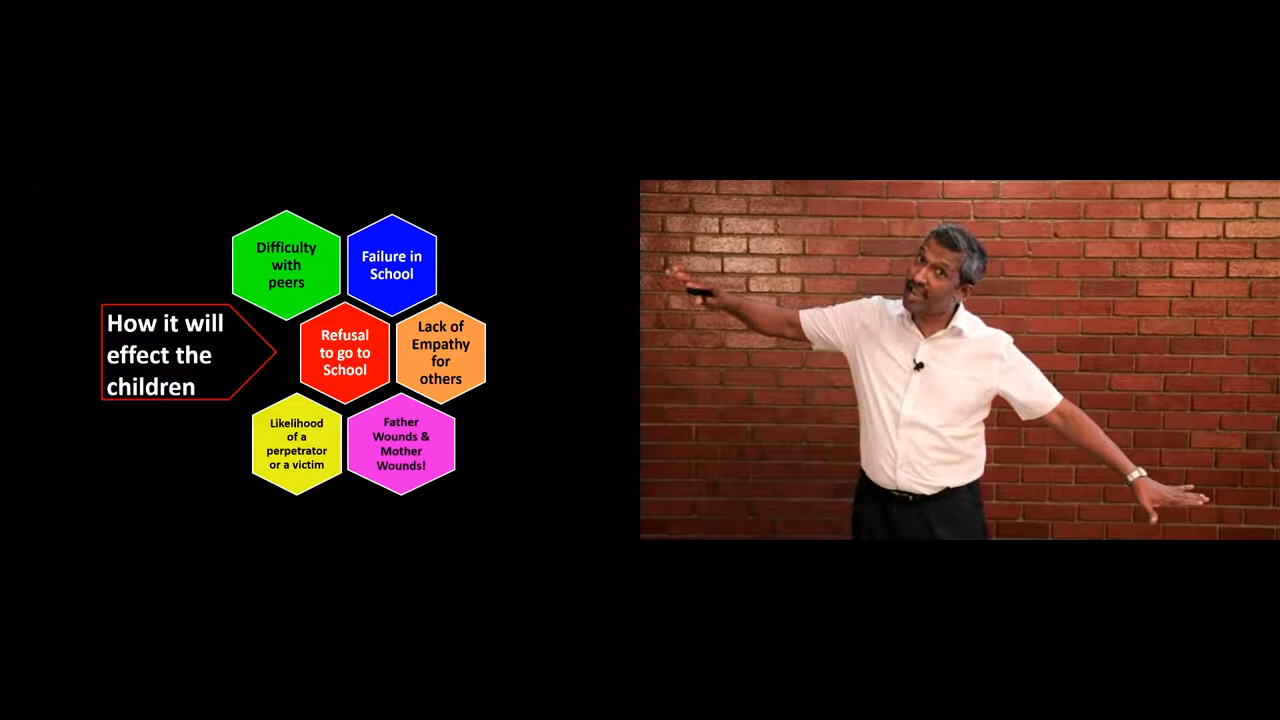 How it will
effect the
children
Difficulty
with
peers
Failure in
School
Refusal
to go to
School
Lack of
Empathy
for
others
Likelihood
of a
perpetrator
or a victim
Father
Wounds &
Mother
Wounds!